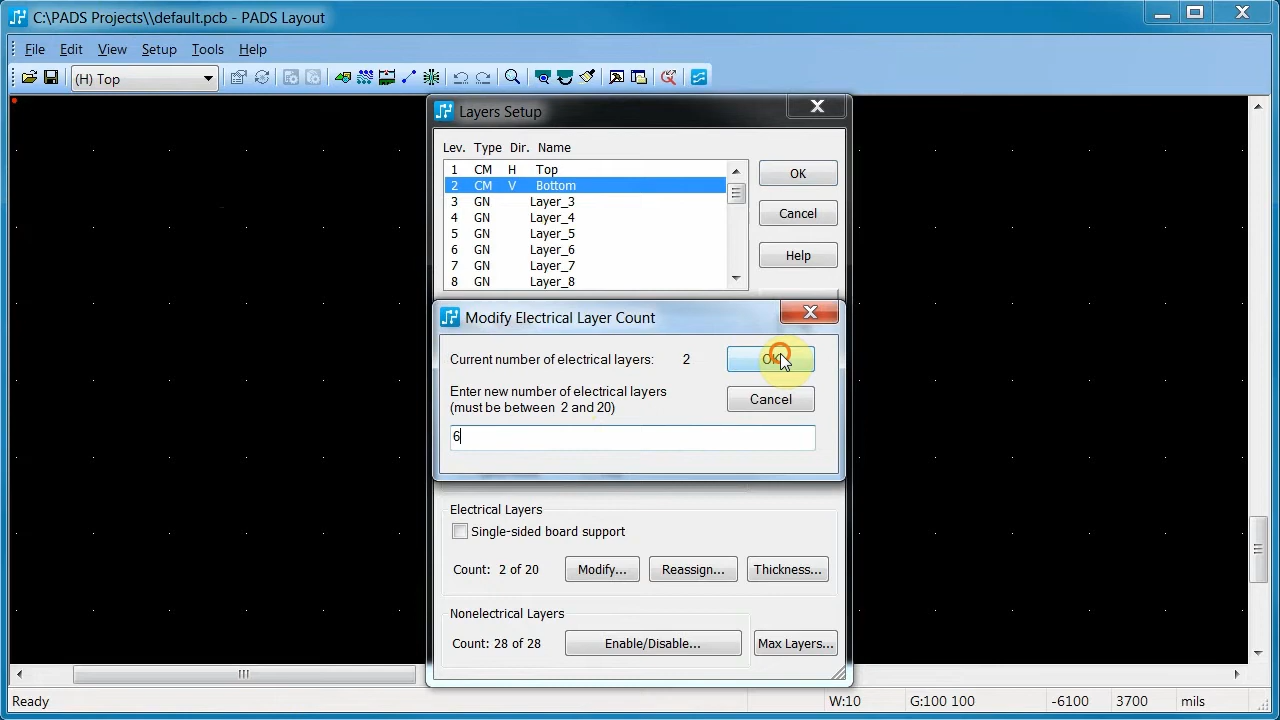 C:\PADS Projects\\default.pcb - PADS Layout
File Edit View Setup Tools Help
(H) Top
Layers Setup
Lev. Type Dir. Name
1 CM H Top
2 CM V Bottom
3 GN Layer_3
4 GN Layer_4
5 GN Layer_5
6 GN Layer_6
7 GN Layer_7
8 GN Layer_8
OK
Cancel
Help
Modify Electrical Layer Count
Current number of electrical layers: 2
OK
Enter new number of electrical layers
(must be between 2 and 20)
Cancel
6
Electrical Layers
Single-sided board support
Count: 2 of 20 Modify... Reassign... Thickness...
Nonelectrical Layers
Count: 28 of 28 Enable/Disable... Max Layers...
Ready W:10 G:100 100 -6100 3700 mils